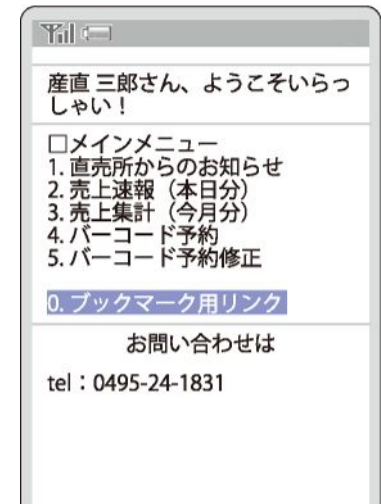 産直 三郎さん、ようこそいらっ
しゃい！
□メインメニュー
1. 直売所からのお知らせ
2. 売上速報（本日分）
3. 売上集計（今月分）
4. バーコード予約
5. バーコード予約修正
0. ブックマーク用リンク
お問い合わせは
tel：0495-24-1831